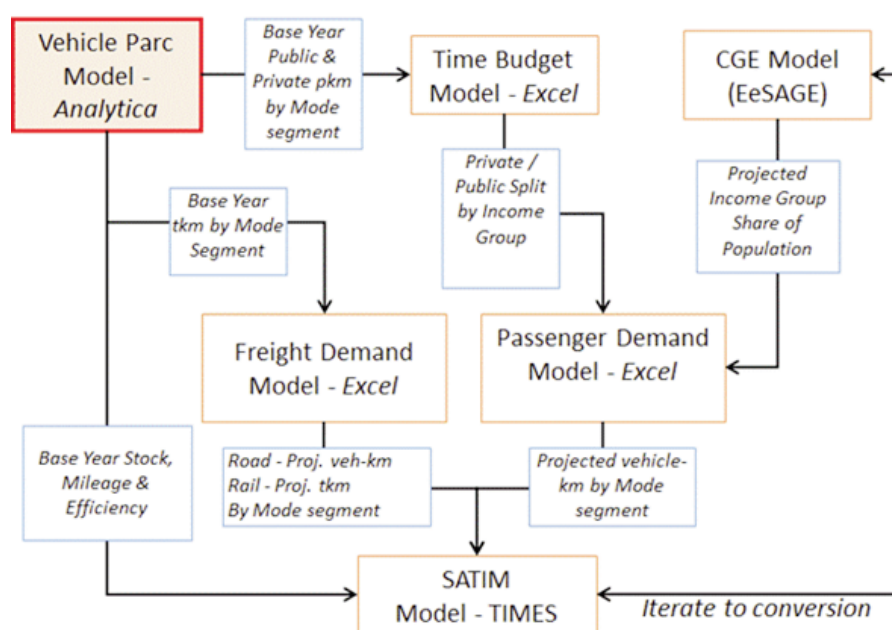 Vehicle Parc
Model -
Analytica
Base Year
Public &
Private pkm
by Mode
segment
Time Budget
Model - Excel
CGE Model
(EeSAGE)
Base Year
tkm by Mode
Segment
Private /
Public Split
by Income
Group
Projected
Income Group
Share of
Population
Freight Demand
Model - Excel
Passenger Demand
Model - Excel
Base Year Stock,
Mileage &
Efficiency
Road - Proj. veh-km
Rail - Proj. tkm
By Mode segment
Projected vehicle-
km by Mode
segment
SATIM
Model - TIMES
Iterate to conversion